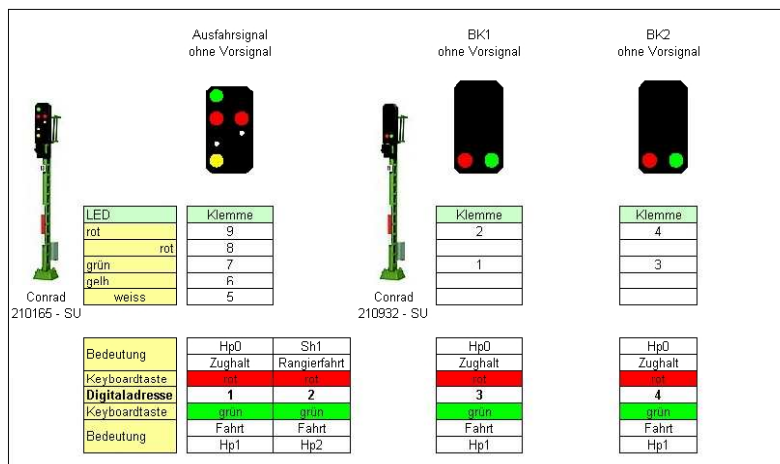 Ausfahrsignal BK1 BK2
ohne Vorsignal ohne Vorsignal ohne Vorsignal
LED Klemme Klemme Klemme
rot 9 2 4
rot 8
grün 7 1 3
gelb 6
weiss 5
Conrad Conrad
210165 - SU 210932 - SU
Bedeutung Hp0 Sh1 Hp0 Hp0
Zughalt Rangierfahrt Zughalt Zughalt
Keyboardtaste rot rot rot rot
Digitaladresse 1 2 3 4
Keyboardtaste grün grün grün grün
Bedeutung Fahrt Fahrt Fahrt Fahrt
Hp1 Hp2 Hp1 Hp1